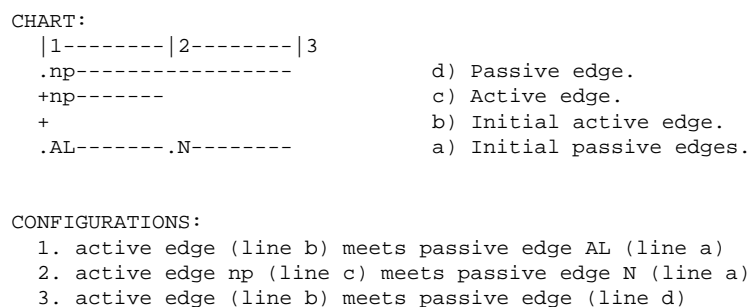 CHART:
|1--------|2--------|3
.np----------------- d) Passive edge.
+np------- c) Active edge.
+ b) Initial active edge.
.AL-------.N-------- a) Initial passive edges.
CONFIGURATIONS:
1. active edge (line b) meets passive edge AL (line a)
2. active edge np (line c) meets passive edge N (line a)
3. active edge (line b) meets passive edge (line d)